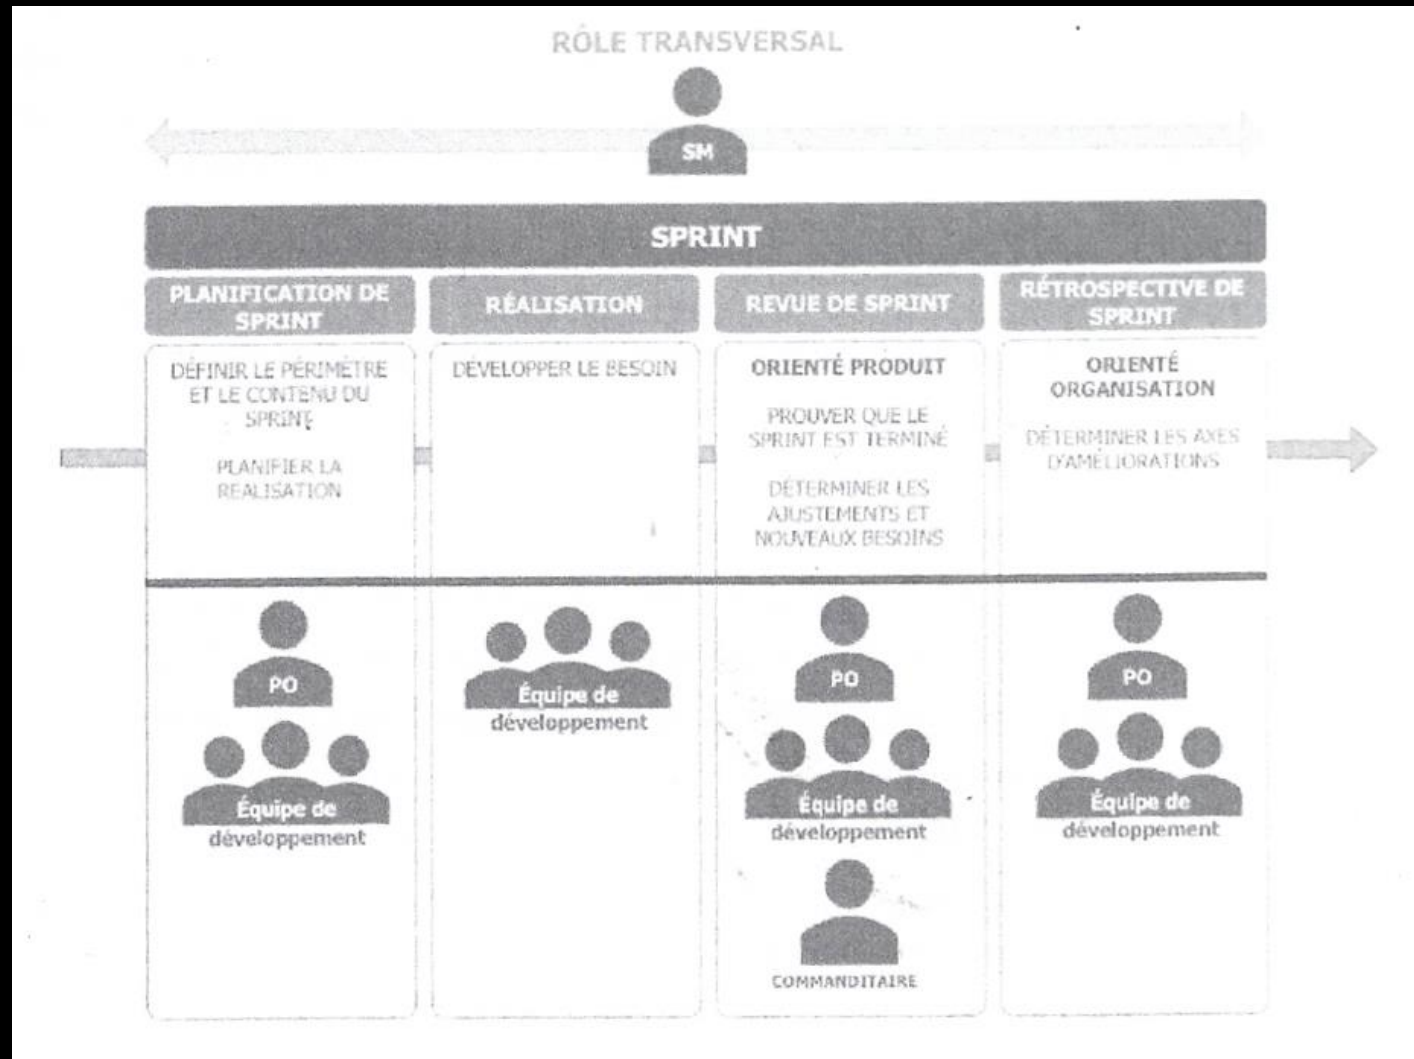 RÔLE TRANSVERSAL
SM
SPRINT
PLANIFICATION DE
SPRINT
DÉFINIR LE PÉRIMÈTRE
ET LE CONTENU DU
SPRINT
PLANIFIER LA
REALISATION
PO
Équipe de
développement
RÉALISATION
DÉVELOPPER LE BESOIN
Équipe de
développement
REVUE DE SPRINT
ORIENTÉ PRODUIT
PROUVER QUE LE
SPRINT EST TERMINÉ
DÉTERMINER LES
AJUSTEMENTS ET
NOUVEAUX BESOINS
PO
Équipe de
développement
COMMANDITAIRE
RÉTROSPECTIVE DE
SPRINT
ORIENTÉ
ORGANISATION
DÉTERMINER LES AXES
D'AMÉLIORATIONS
PO
Équipe de
développement